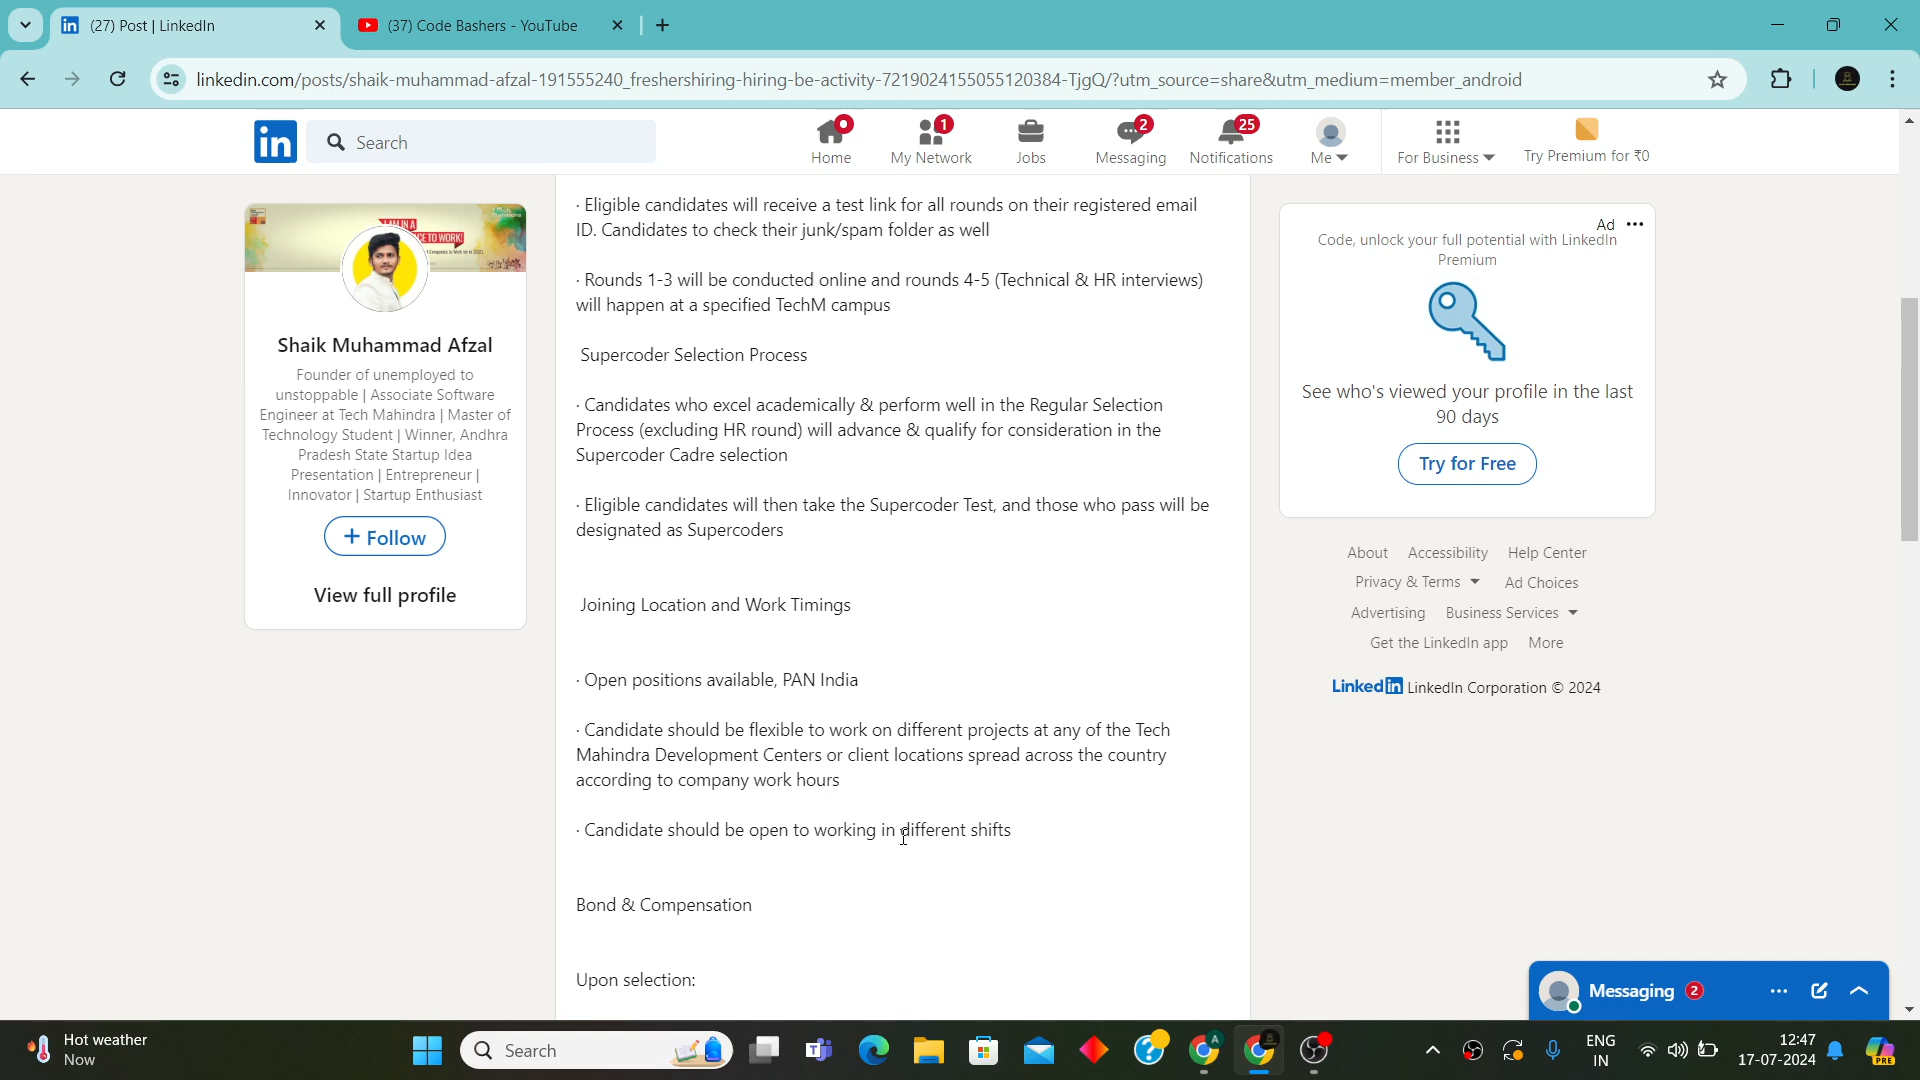 (27) Post | LinkedIn
(37) Code Bashers - YouTube
linkedin.com/posts/shaik-muhammad-afzal-191555240_freshershiring-hiring-be-activity-7219024155055120384-TjgQ/?utm_source=share&utm_medium=member_android
in
Search
Home
1
My Network
Jobs
2
Messaging
25
Notifications
Me
For Business
Try Premium for ₹0
Shaik Muhammad Afzal
Founder of unemployed to
unstoppable | Associate Software
Engineer at Tech Mahindra | Master of
Technology Student | Winner, Andhra
Pradesh State Startup Idea
Presentation | Entrepreneur |
Innovator | Startup Enthusiast
+ Follow
View full profile
· Eligible candidates will receive a test link for all rounds on their registered email
ID. Candidates to check their junk/spam folder as well
· Rounds 1-3 will be conducted online and rounds 4-5 (Technical & HR interviews)
will happen at a specified TechM campus
Supercoder Selection Process
· Candidates who excel academically & perform well in the Regular Selection
Process (excluding HR round) will advance & qualify for consideration in the
Supercoder Cadre selection
· Eligible candidates will then take the Supercoder Test, and those who pass will be
designated as Supercoders
Joining Location and Work Timings
· Open positions available, PAN India
· Candidate should be flexible to work on different projects at any of the Tech
Mahindra Development Centers or client locations spread across the country
according to company work hours
· Candidate should be open to working in different shifts
Bond & Compensation
Upon selection:
Ad
Code, unlock your full potential with LinkedIn
Premium
See who's viewed your profile in the last
90 days
Try for Free
About Accessibility Help Center
Privacy & Terms Ad Choices
Advertising Business Services
Get the LinkedIn app More
LinkedIn LinkedIn Corporation © 2024
Messaging 2
Hot weather
Now
Search
ENG
IN
12:47
17-07-2024
PRE